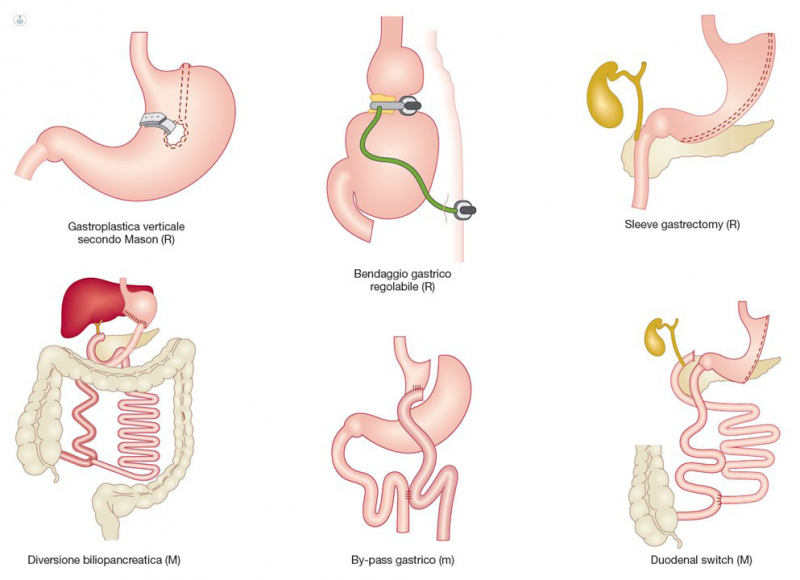 Gastroplastica verticale
secondo Mason (R)
Bendaggio gastrico
regolabile (R)
Sleeve gastrectomy (R)
Diversione biliopancreatica (M)
By-pass gastrico (m)
Duodenal switch (M)